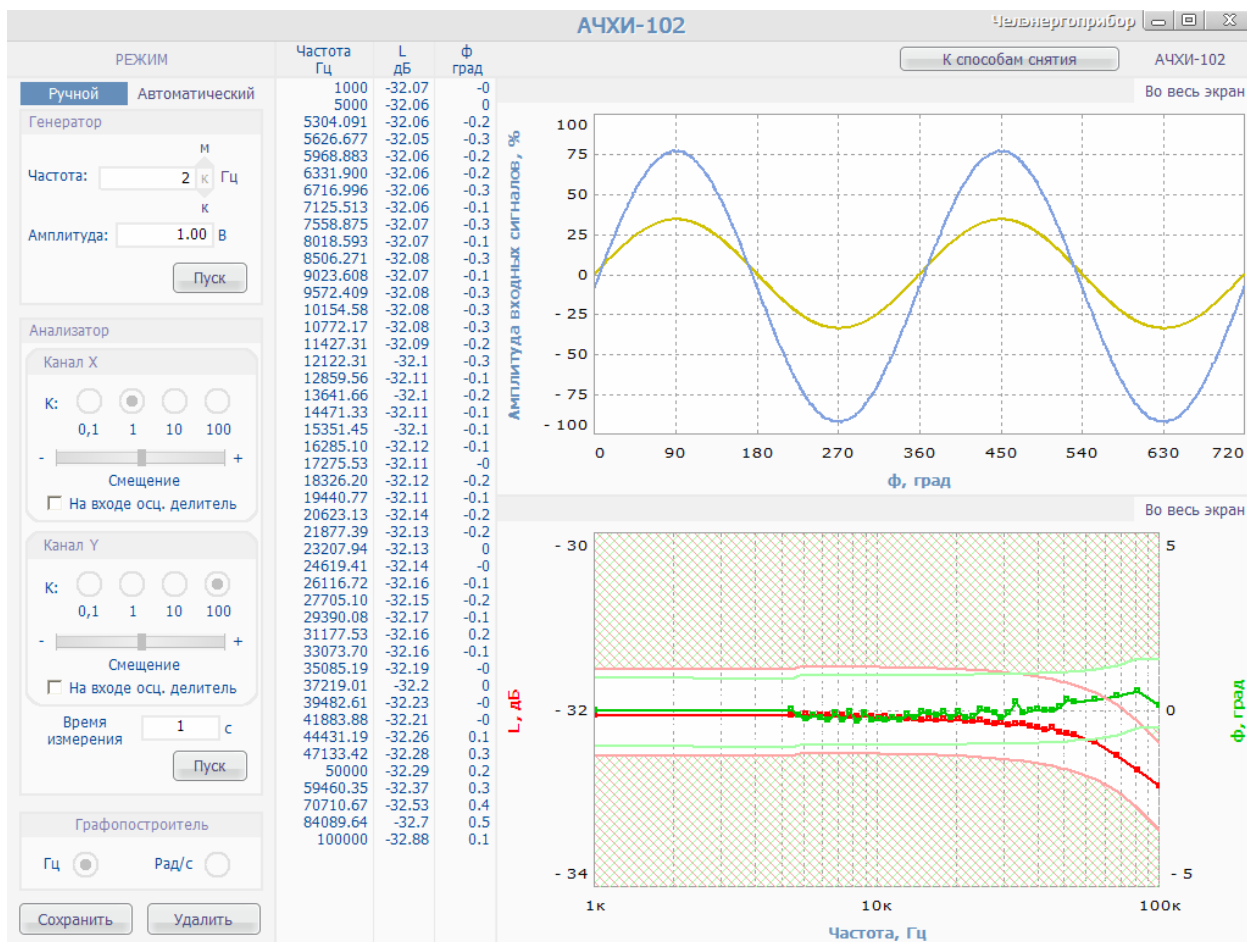 АЧХИ-102
Челэнергоприбор
РЕЖИМ
Ручной Автоматический
Генератор
м
Частота: 2 к Гц
к
Амплитуда: 1.00 В
Пуск
Анализатор
Канал X
К:
0,1 1 10 100
- +
Смещение
На входе осц. делитель
Канал Y
К:
0,1 1 10 100
- +
Смещение
На входе осц. делитель
Время измерения 1 с
Пуск
Графопостроитель
Гц Рад/с
Сохранить Удалить
Частота L ф
Гц дБ град
1000 -32.07 -0
5000 -32.06 0
5304.091 -32.06 -0.2
5626.677 -32.05 -0.3
5968.883 -32.06 -0.2
6331.900 -32.06 -0.2
6716.996 -32.06 -0.3
7125.513 -32.06 -0.1
7558.875 -32.07 -0.3
8018.593 -32.07 -0.1
8506.271 -32.08 -0.3
9023.608 -32.07 -0.1
9572.409 -32.08 -0.3
10154.58 -32.08 -0.3
10772.17 -32.08 -0.3
11427.31 -32.09 -0.2
12122.31 -32.1 -0.3
12859.56 -32.11 -0.1
13641.66 -32.1 -0.2
14471.33 -32.11 -0.1
15351.45 -32.1 -0.1
16285.10 -32.12 -0.1
17275.53 -32.11 -0
18326.20 -32.12 -0.2
19440.77 -32.11 -0.1
20623.13 -32.14 -0.2
21877.39 -32.13 -0.2
23207.94 -32.13 0
24619.41 -32.14 -0
26116.72 -32.16 -0.1
27705.10 -32.15 -0.2
29390.08 -32.17 -0.1
31177.53 -32.16 0.2
33073.70 -32.16 -0.1
35085.19 -32.19 -0
37219.01 -32.2 0
39482.61 -32.23 -0
41883.88 -32.21 -0
44431.19 -32.26 0.1
47133.42 -32.28 0.3
50000 -32.29 0.2
59460.35 -32.37 0.3
70710.67 -32.53 0.4
84089.64 -32.7 0.5
100000 -32.88 0.1
К способам снятия АЧХИ-102
Во весь экран
Амплитуда входных сигналов, %
100
75
50
25
0
- 25
- 50
- 75
- 100
0 90 180 270 360 450 540 630 720
ф, град
Во весь экран
L, дБ
- 30 5
- 32 0
- 34 - 5
ф, град
1к 10к 100к
Частота, Гц